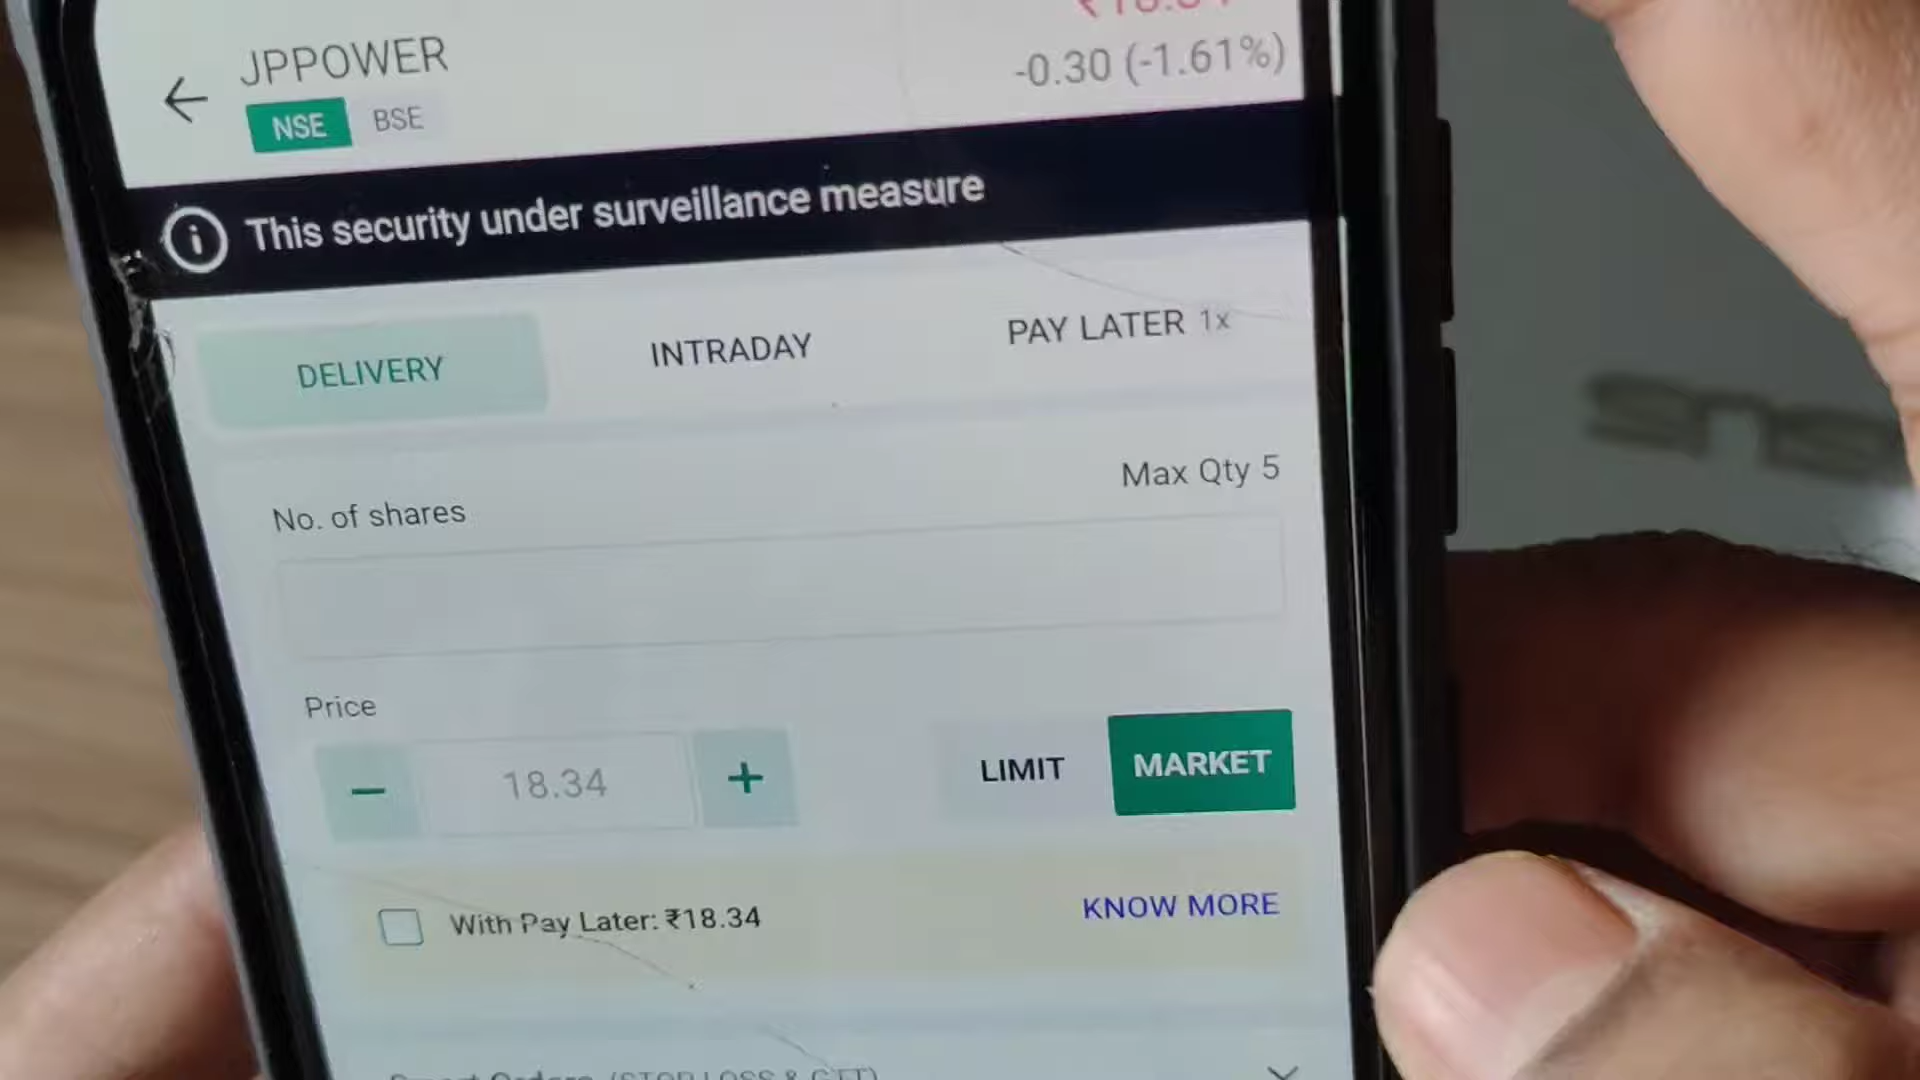 JPPOWER
-0.30 (-1.61%)
NSE BSE
This security under surveillance measure
DELIVERY INTRADAY PAY LATER 1x
No. of shares Max Qty 5
Price
− 18.34 + LIMIT MARKET
With Pay Later: ₹18.34 KNOW MORE